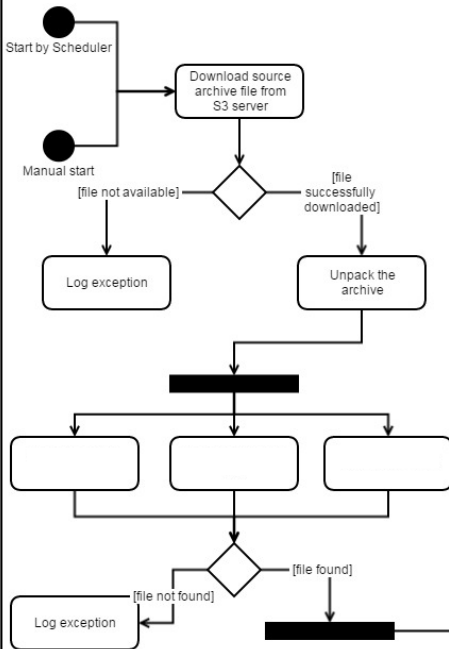 Start by Scheduler
Download source
archive file from
S3 server
Manual start
[file not available]
[file
successfully
downloaded]
Log exception
Unpack the
archive
[file found]
[file not found]
Log exception